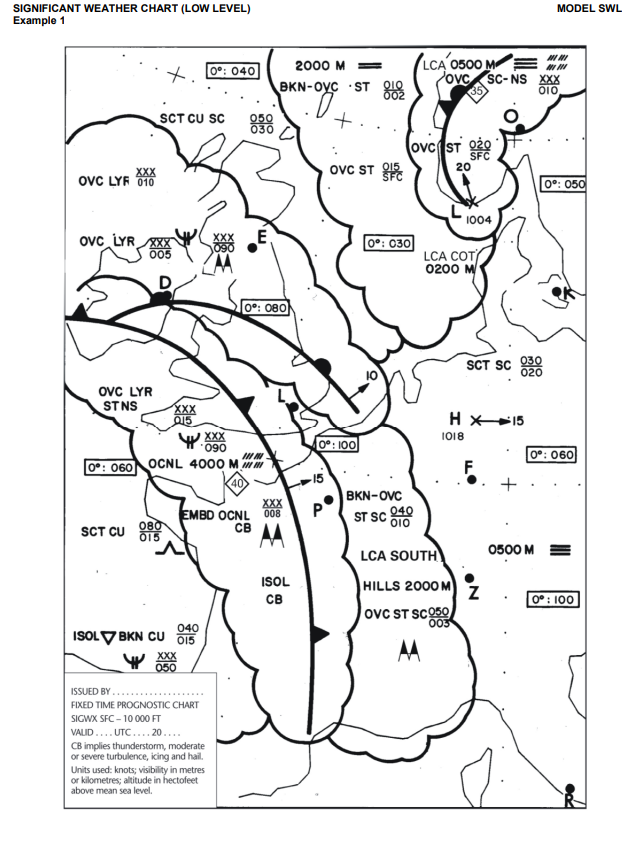 SIGNIFICANT WEATHER CHART (LOW LEVEL)
MODEL SWL
Example 1
0°: 040
2000 M
BKN-OVC ST 010
002
LCA 0500 M
OVC SC-NS XXX
010
35
SCT CU SC 050
030
O
OVC ST 020
SFC
20
OVC LYR XXX
010
OVC ST 015
SFC
0°: 050
L
1004
OVC LYR XXX
005
XXX
090
E
0°: 030
LCA COT
0200 M
D
K
0°: 080
SCT SC 030
020
10
OVC LYR
STNS
L
XXX
015
H
15
1018
XXX
090
0°: 100
OCNL 4000 M
0°: 060
0°: 060
F
40
15
P
BKN-OVC
ST SC 040
010
EMBD OCNL
CB
XXX
008
SCT CU 080
015
LCA SOUTH
HILLS 2000 M
0500 M
Z
ISOL
CB
0°: 100
OVC ST SC 050
003
ISOL BKN CU 040
015
XXX
050
ISSUED BY . . . . . . . . . . . . . . . . . . . .
FIXED TIME PROGNOSTIC CHART
SIGWX SFC – 10 000 FT
VALID . . . . UTC . . . . 20 . . . .
CB implies thunderstorm, moderate
or severe turbulence, icing and hail.
Units used: knots; visibility in metres
or kilometres; altitude in hectofeet
above mean sea level.
R